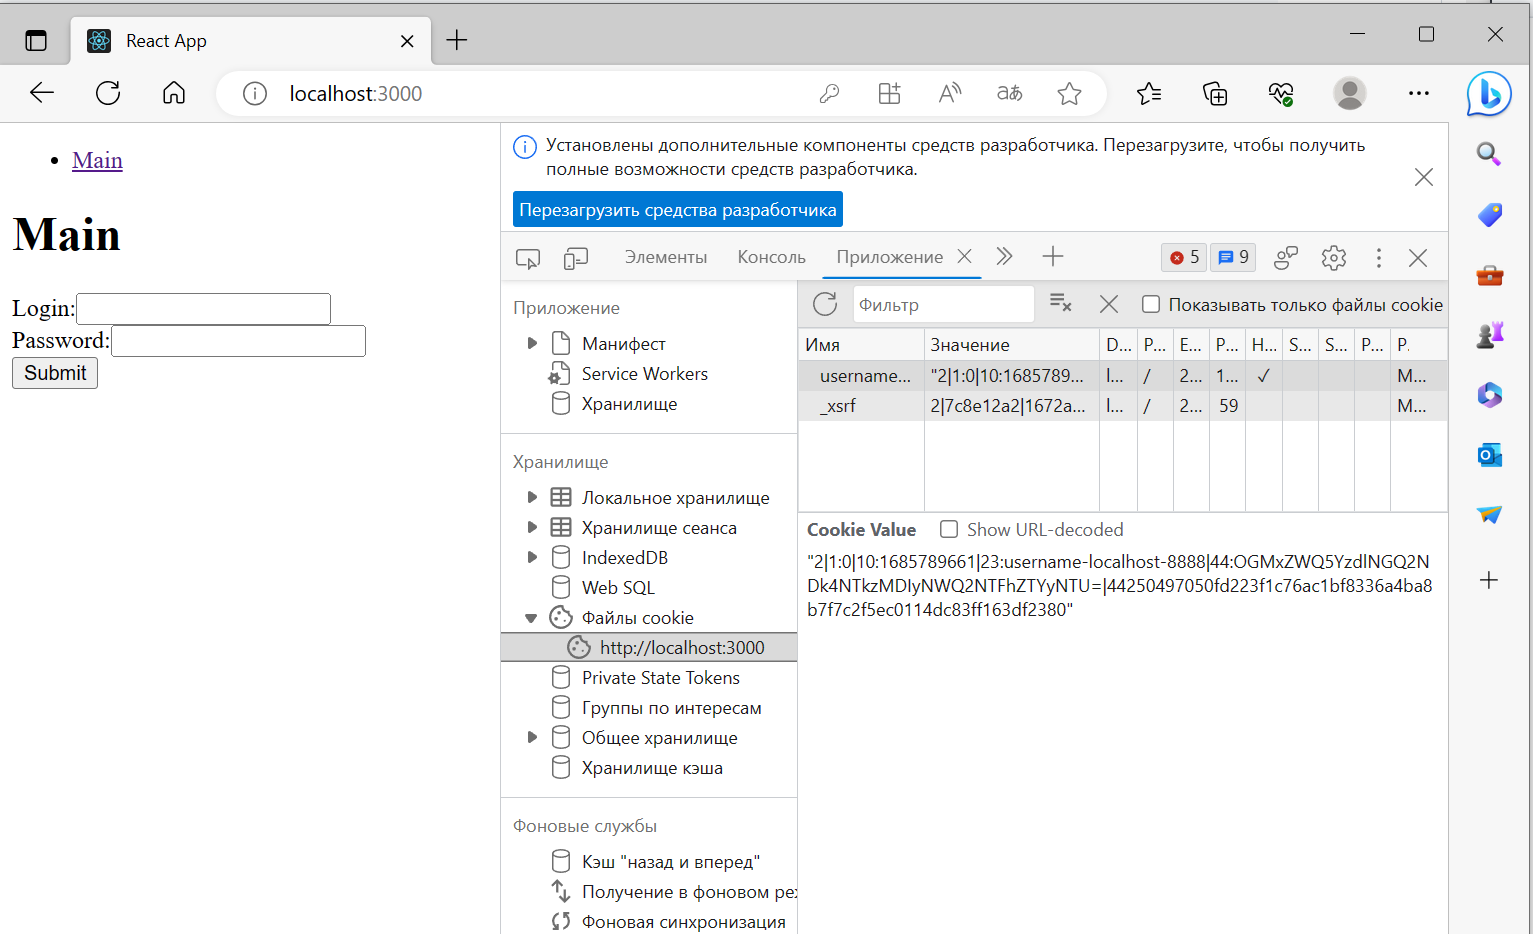 React App
localhost:3000
Main
Main
Login:
Password:
Submit
Установлены дополнительные компоненты средств разработчика. Перезагрузите, чтобы получить
полные возможности средств разработчика.
Перезагрузить средства разработчика
Элементы Консоль Приложение 5 9
Приложение
Манифест
Service Workers
Хранилище
Хранилище
Локальное хранилище
Хранилище сеанса
IndexedDB
Web SQL
Файлы cookie
http://localhost:3000
Private State Tokens
Группы по интересам
Общее хранилище
Хранилище кэша
Фоновые службы
Кэш "назад и вперед"
Получение в фоновом реж
Фоновая синхронизация
Фильтр Показывать только файлы cookie
Имя Значение D... P... E... P... H... S... S... P... P.
username... "2|1:0|10:1685789... l... / 2... 1... ✓ M...
_xsrf 2|7c8e12a2|1672a... l... / 2... 59 M...
Cookie Value Show URL-decoded
"2|1:0|10:1685789661|23:username-localhost-8888|44:OGMxZWQ5YzdlNGQ2N
Dk4NTkzMDIyNWQ2NTFhZTYyNTU=|44250497050fd223f1c76ac1bf8336a4ba8
b7f7c2f5ec0114dc83ff163df2380"